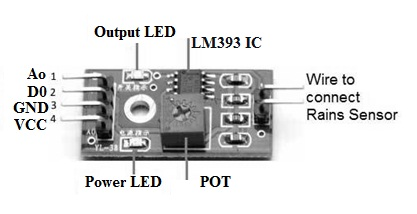 Output LED
LM393 IC
Ao 1
D0 2
GND 3
VCC 4
Wire to
connect
Rains Sensor
Power LED
POT